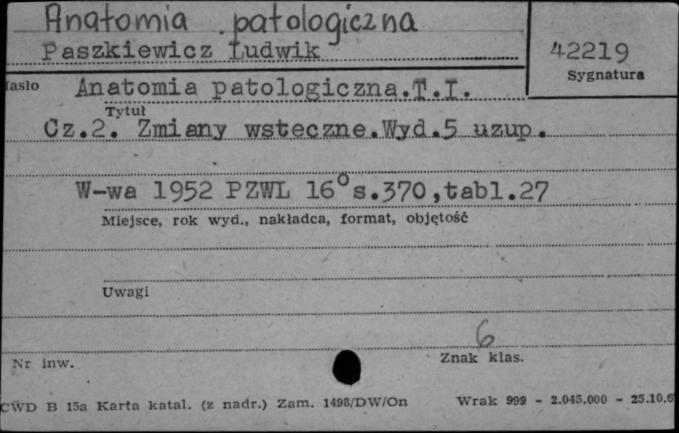 Anatomia patologiczna
Paszkiewicz Ludwik
42219
Sygnatura
Hasło
Anatomia patologiczna.T.I.
Tytuł
Cz.2. Zmiany wsteczne.Wyd.5 uzup.
W-wa 1952 PZWL 16° s.370,tabl.27
Miejsce, rok wyd., nakładca, format, objętość
Uwagi
6
Nr inw.
Znak klas.
CWD B 15a Karta katal. (z nadr.) Zam. 1498/DW/On Wrak 999 - 2.045.000 - 25.10.6